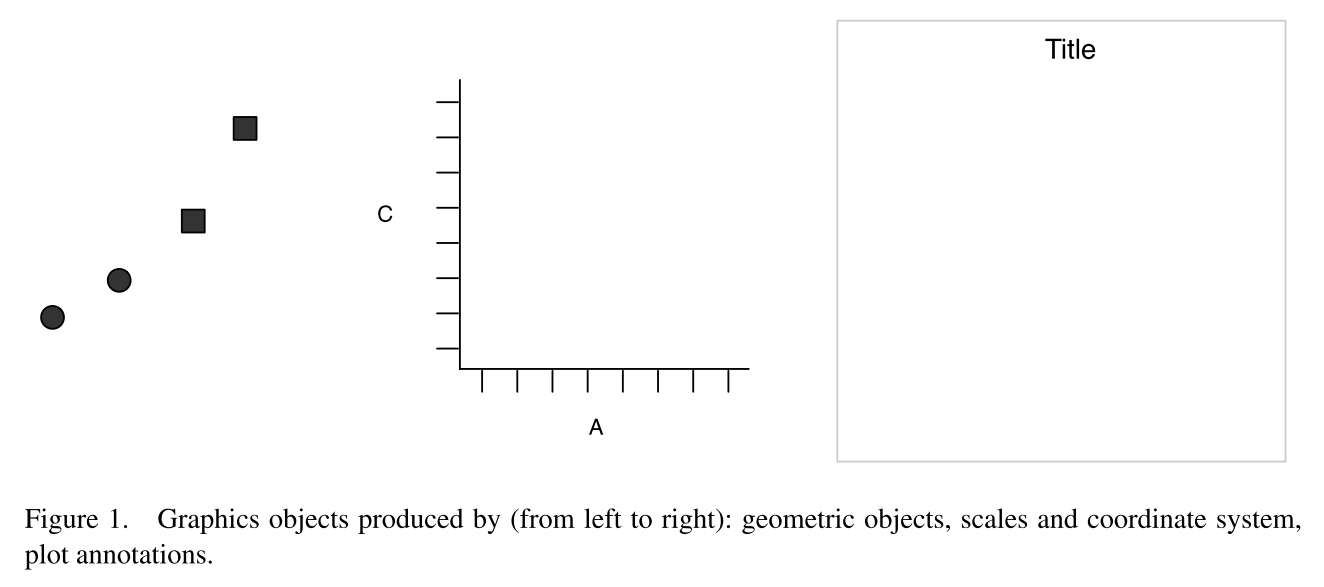 Title
C
A
Figure 1. Graphics objects produced by (from left to right): geometric objects, scales and coordinate system,
plot annotations.